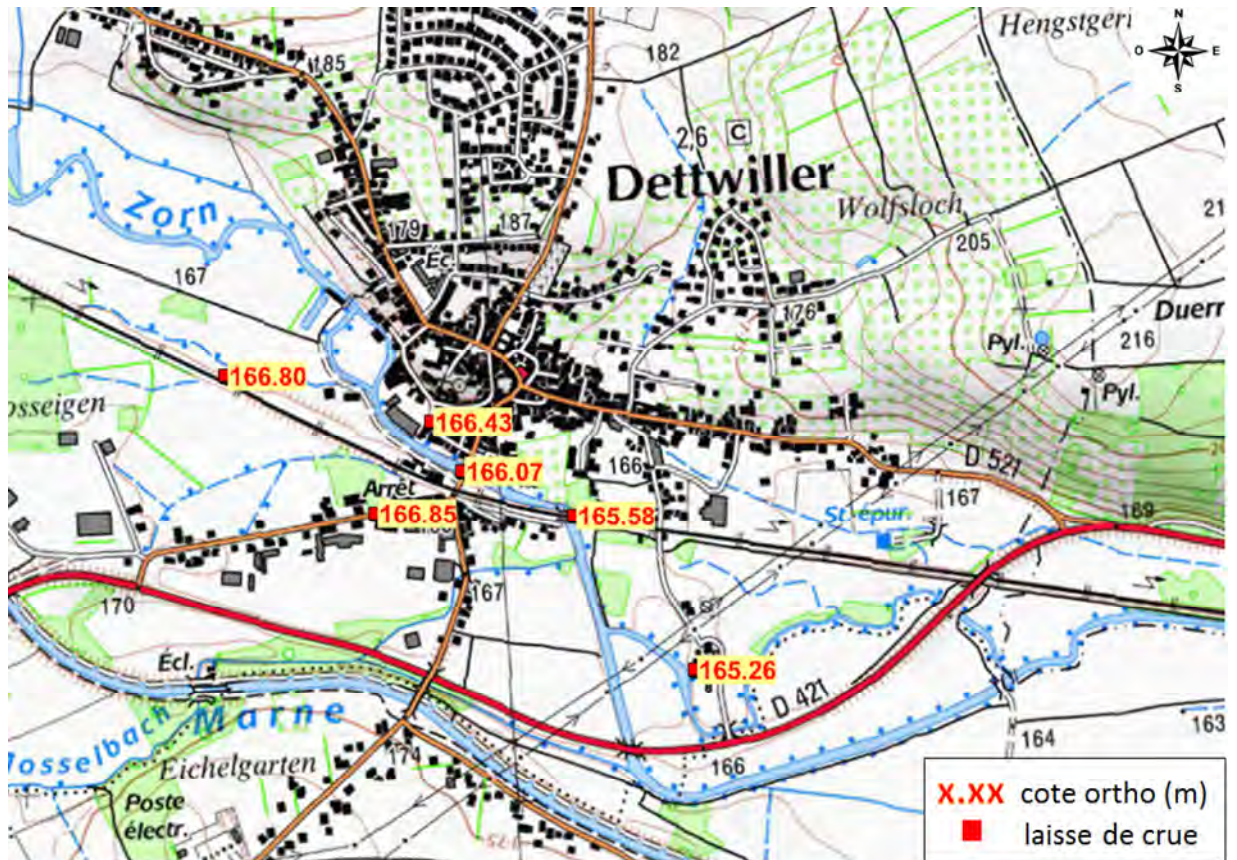 Hengstgeri
N
O
E
S
182
185
2,6
C
Dettwiller
Zorn
Wolfsloch
21
179
187
205
Éc.
167
176
Duerr
Pyl.
216
166.80
Pyl.
osseigen
166.43
D 521
166
166.07
Arrêt
167
166.85
165.58
St épur.
169
167
170
Écl.
165.26
D 421
Marne
163
Josselbach
164
174
166
Eichelgarten
Poste
électr.
X.XX cote ortho (m)
laisse de crue